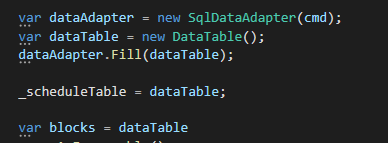 var dataAdapter = new SqlDataAdapter(cmd);
var dataTable = new DataTable();
dataAdapter.Fill(dataTable);
_scheduleTable = dataTable;
var blocks = dataTable